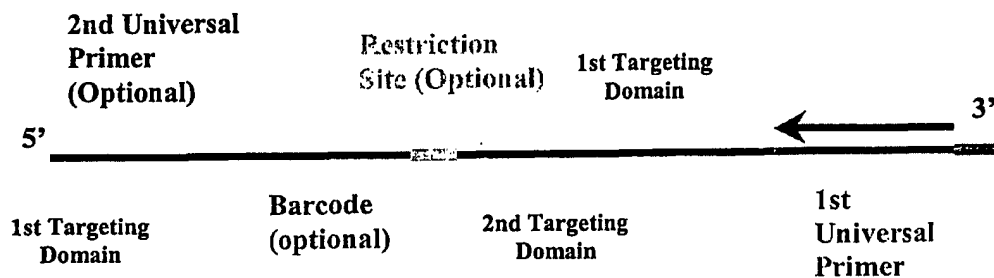 2nd Universal
Primer
(Optional)
Restriction
Site (Optional)
1st Targeting
Domain
5’
3’
1st Targeting
Domain
Barcode
(optional)
2nd Targeting
Domain
1st
Universal
Primer